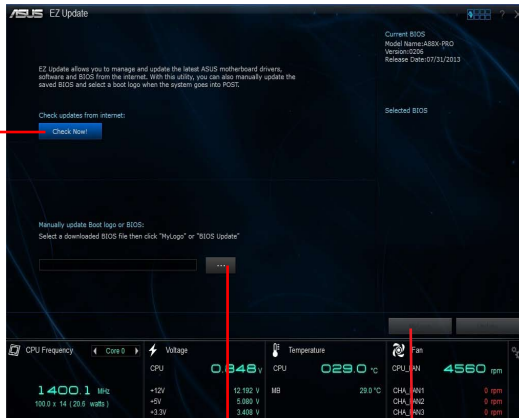 ASUS EZ Update
?
Current BIOS
Model Name:A88X-PRO
Version:0206
Release Date:07/31/2013
EZ Update allows you to manage and update the latest ASUS motherboard drivers,
software and BIOS from the internet. With this utility, you can also manually update the
saved BIOS and select a boot logo when the system goes into POST.
Check updates from internet:
Check Now!
Selected BIOS
Manually update Boot logo or BIOS:
Select a downloaded BIOS file then click "MyLogo" or "BIOS Update"
...
CPU Frequency Core 0
1400.1 MHz
100.0 x 14 (20.6 watts)
Voltage
CPU 0.848 V
+12V 12.192 V
+5V 5.080 V
+3.3V 3.408 V
Temperature
CPU 029.0 °C
MB 29.0 °C
Fan
CPU_FAN 4560 rpm
CHA_FAN1 0 rpm
CHA_FAN2 0 rpm
CHA_FAN3 0 rpm